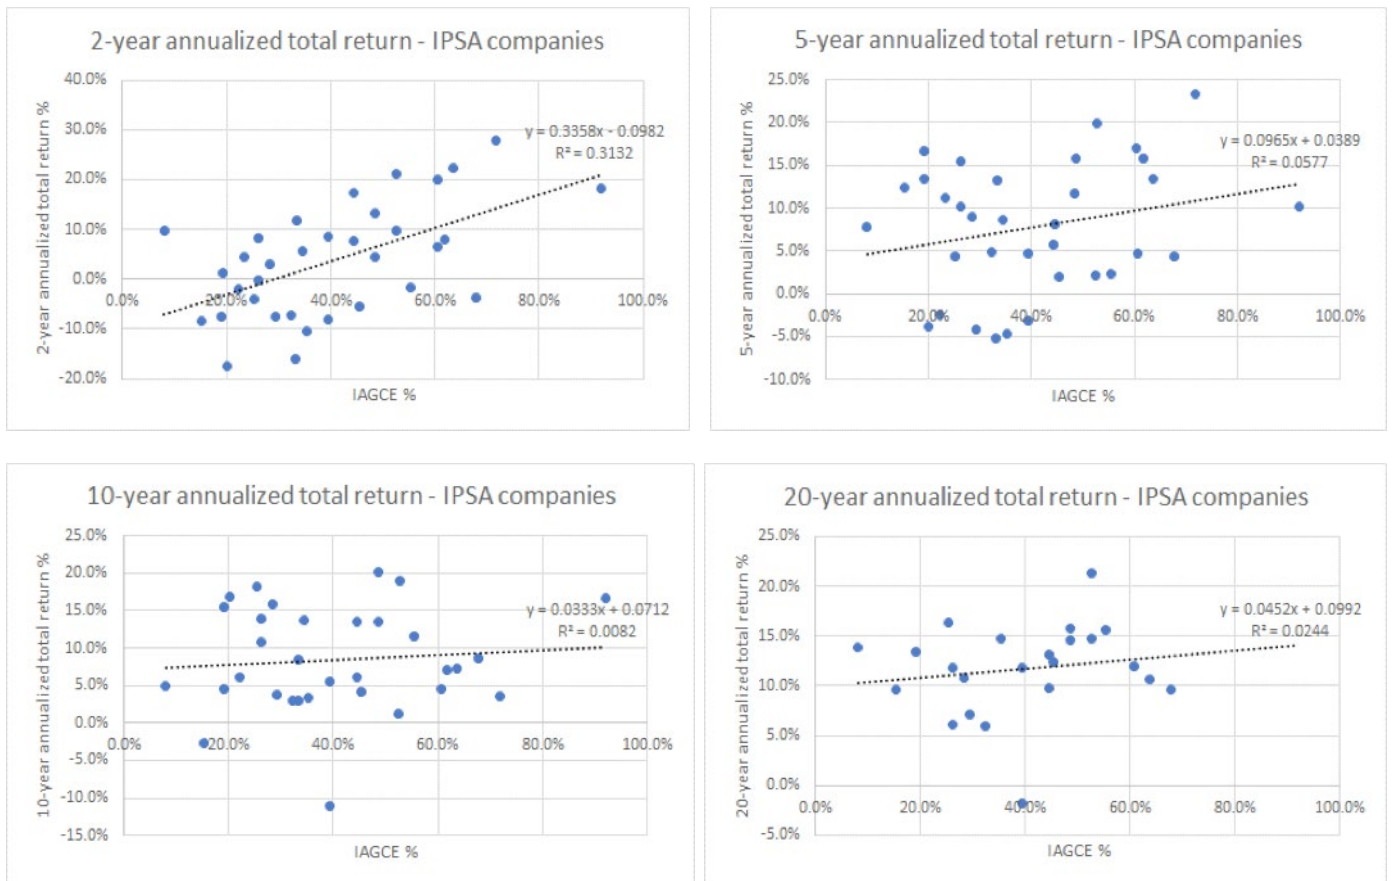 2-year annualized total return - IPSA companies
40.0%
30.0%
20.0%
10.0%
0.0%
-10.0%
-20.0%
2-year annualized total return %
y = 0.3358x - 0.0982
R² = 0.3132
0.0% 20.0% 40.0% 60.0% 80.0% 100.0%
IAGCE %
5-year annualized total return - IPSA companies
25.0%
20.0%
15.0%
10.0%
5.0%
0.0%
-5.0%
-10.0%
5-year annualized total return %
y = 0.0965x + 0.0389
R² = 0.0577
0.0% 20.0% 40.0% 60.0% 80.0% 100.0%
IAGCE %
10-year annualized total return - IPSA companies
25.0%
20.0%
15.0%
10.0%
5.0%
0.0%
-5.0%
-10.0%
-15.0%
10-year annualized total return %
y = 0.0333x + 0.0712
R² = 0.0082
0.0% 20.0% 40.0% 60.0% 80.0% 100.0%
IAGCE %
20-year annualized total return - IPSA companies
25.0%
20.0%
15.0%
10.0%
5.0%
0.0%
-5.0%
20-year annualized total return %
y = 0.0452x + 0.0992
R² = 0.0244
0.0% 20.0% 40.0% 60.0% 80.0% 100.0%
IAGCE %